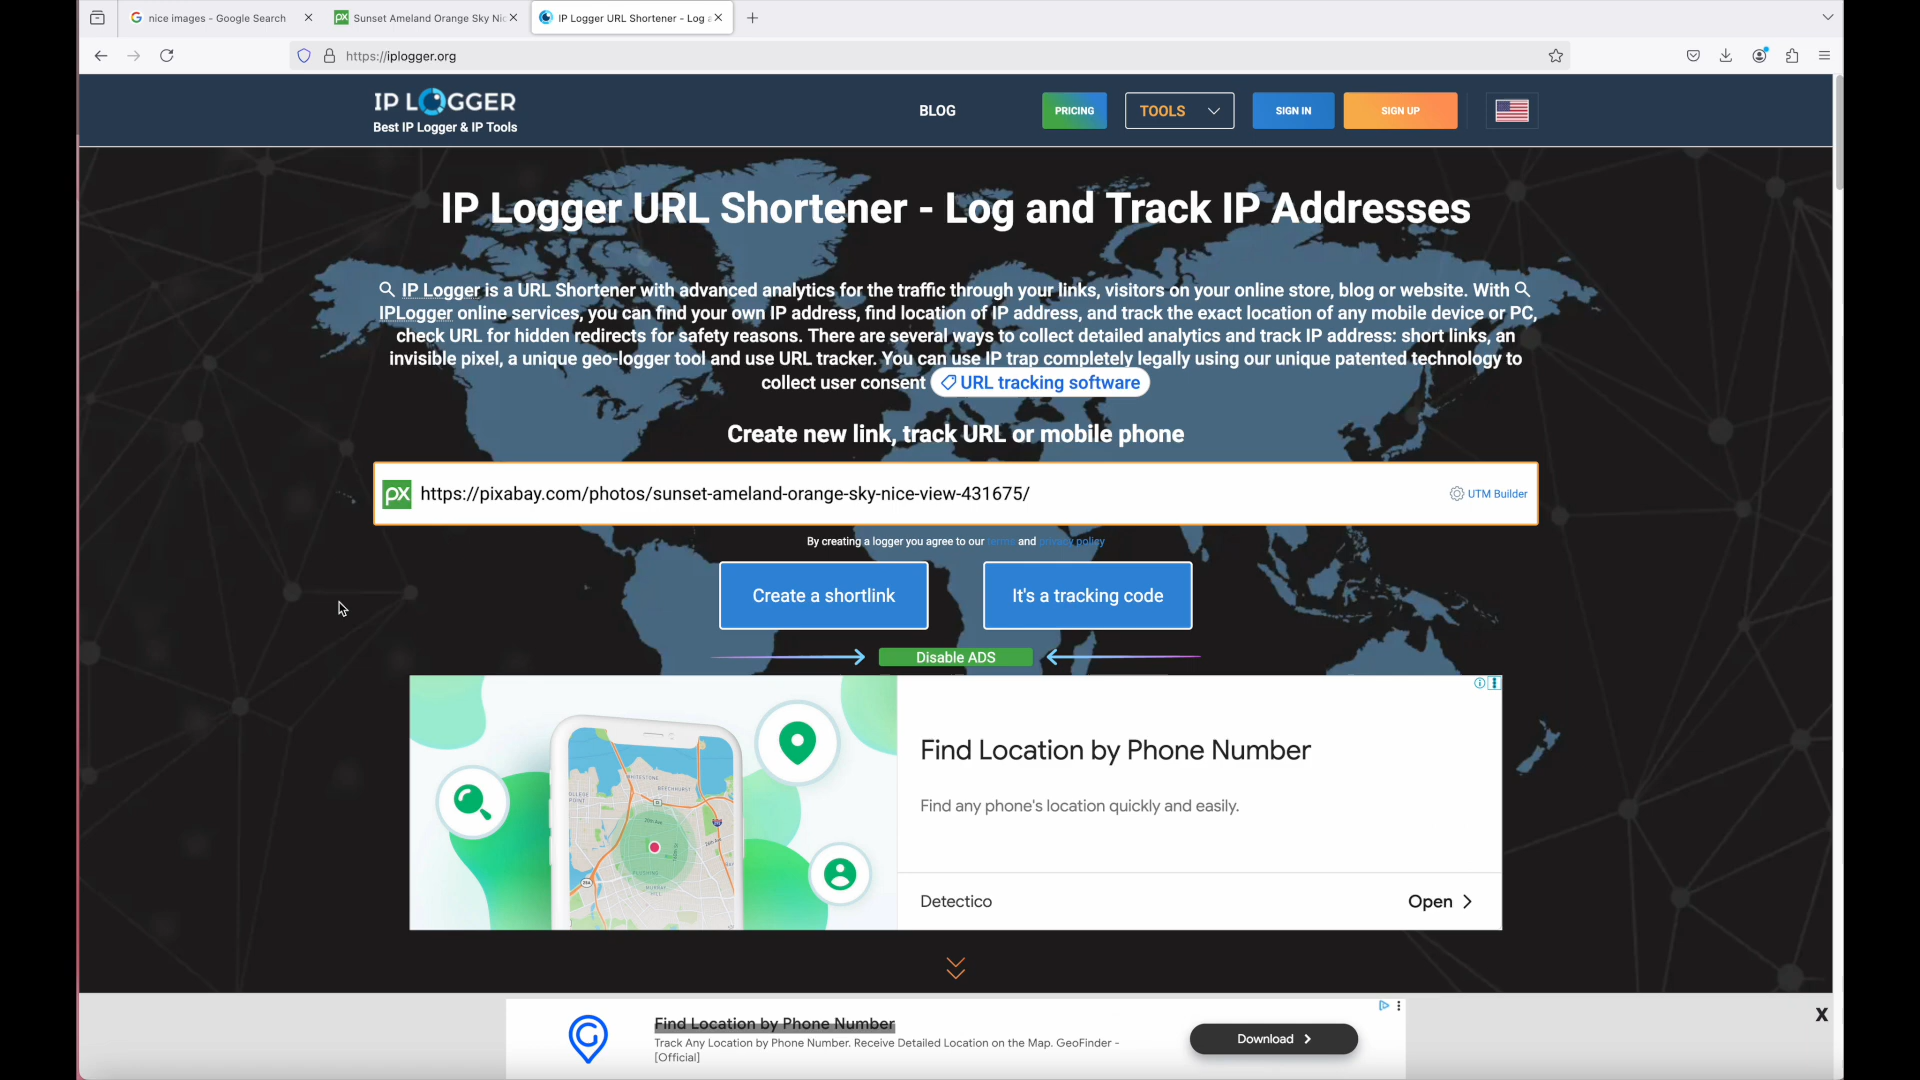 nice images - Google Search
Sunset Ameland Orange Sky Nic
IP Logger URL Shortener - Log a
https://iplogger.org
IP LOGGER
Best IP Logger & IP Tools
BLOG
PRICING
TOOLS
SIGN IN
SIGN UP
IP Logger URL Shortener - Log and Track IP Addresses
IP Logger is a URL Shortener with advanced analytics for the traffic through your links, visitors on your online store, blog or website. With
IPLogger online services, you can find your own IP address, find location of IP address, and track the exact location of any mobile device or PC,
check URL for hidden redirects for safety reasons. There are several ways to collect detailed analytics and track IP address: short links, an
invisible pixel, a unique geo-logger tool and use URL tracker. You can use IP trap completely legally using our unique patented technology to
collect user consent URL tracking software
Create new link, track URL or mobile phone
px https://pixabay.com/photos/sunset-ameland-orange-sky-nice-view-431675/
UTM Builder
By creating a logger you agree to our terms and privacy policy
Create a shortlink
It's a tracking code
Disable ADS
WHITESTONE
BEECHHURST
COLLEGE
POINT
FLUSHING
MURRAY
HILL
Find Location by Phone Number
Find any phone's location quickly and easily.
Detectico
Open
X
Find Location by Phone Number
Track Any Location by Phone Number. Receive Detailed Location on the Map. GeoFinder -
[Official]
Download